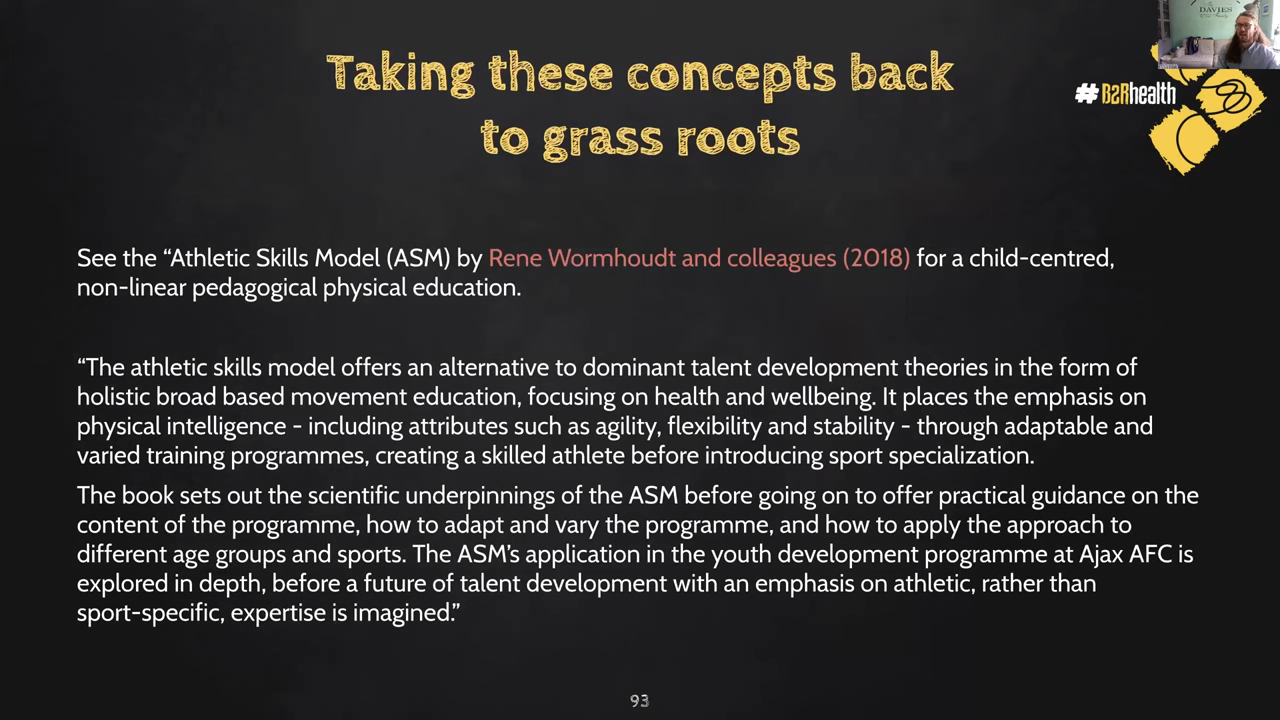 Taking these concepts back
to grass roots
DAVIES
#B2Rhealth
See the “Athletic Skills Model (ASM) by Rene Wormhoudt and colleagues (2018) for a child-centred,
non-linear pedagogical physical education.
“The athletic skills model offers an alternative to dominant talent development theories in the form of
holistic broad based movement education, focusing on health and wellbeing. It places the emphasis on
physical intelligence - including attributes such as agility, flexibility and stability - through adaptable and
varied training programmes, creating a skilled athlete before introducing sport specialization.
The book sets out the scientific underpinnings of the ASM before going on to offer practical guidance on the
content of the programme, how to adapt and vary the programme, and how to apply the approach to
different age groups and sports. The ASM's application in the youth development programme at Ajax AFC is
explored in depth, before a future of talent development with an emphasis on athletic, rather than
sport-specific, expertise is imagined.”
93